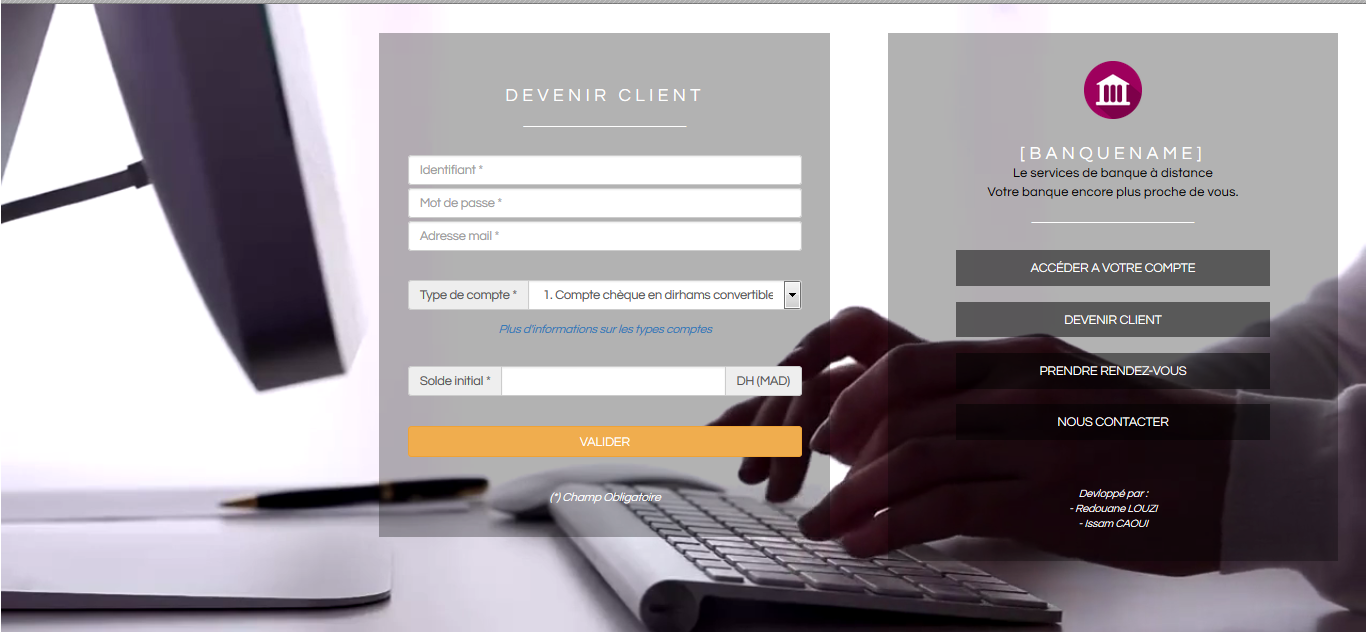 DEVENIR CLIENT
Identifiant *
Mot de passe *
Adresse mail *
Type de compte *
1. Compte chèque en dirhams convertible
Plus d'informations sur les types comptes
Solde initial *
DH (MAD)
VALIDER
(*) Champ Obligatoire
[BANQUENAME]
Le services de banque à distance
Votre banque encore plus proche de vous.
ACCÉDER A VOTRE COMPTE
DEVENIR CLIENT
PRENDRE RENDEZ-VOUS
NOUS CONTACTER
Devloppé par :
- Redouane LOUZI
- Issam CAOUI